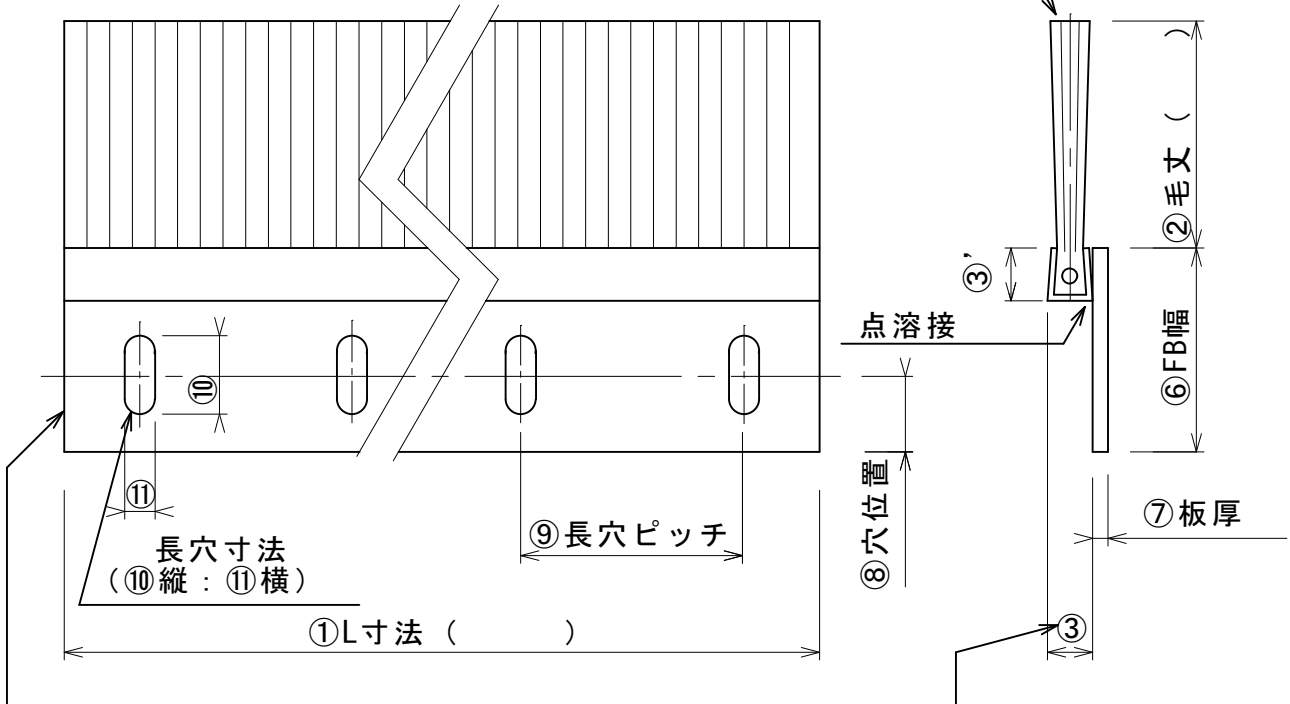 ②毛丈（　　）
③’
点溶接
⑥FB幅
⑩
⑪
長穴寸法
（⑩縦：⑪横）
⑨長穴ピッチ
⑧穴位置
⑦板厚
①L寸法（　　　）
③